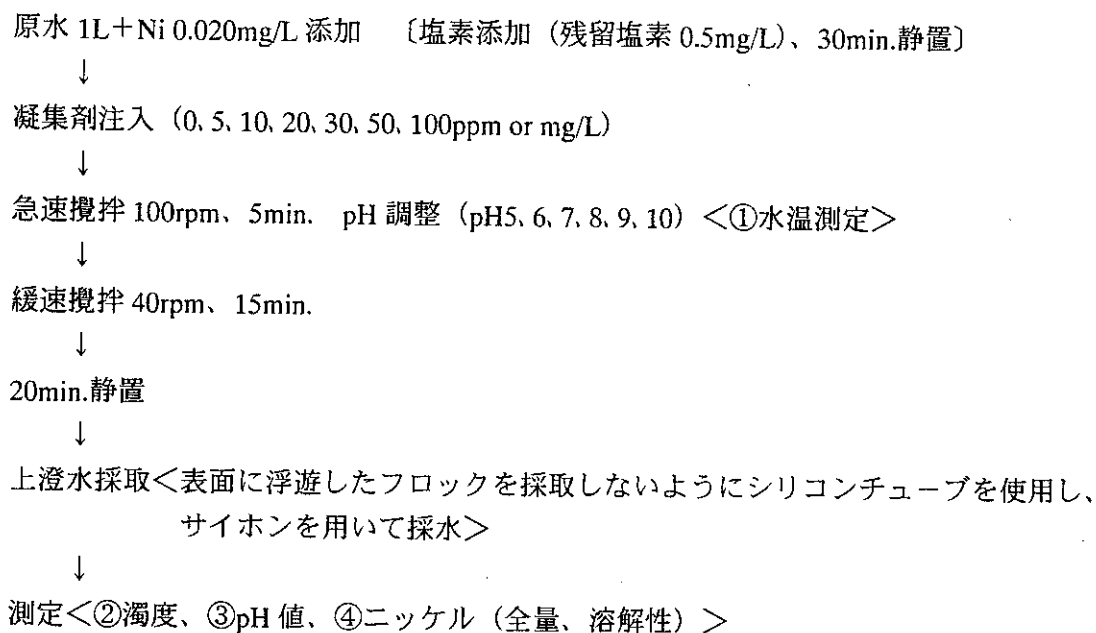 原水 1L+Ni 0.020mg/L 添加 〔塩素添加（残留塩素 0.5mg/L）、30min.静置〕
↓
凝集剤注入（0、5、10、20、30、50、100ppm or mg/L）
↓
急速攪拌 100rpm、5min. pH 調整（pH5、6、7、8、9、10）＜①水温測定＞
↓
緩速攪拌 40rpm、15min.
↓
20min.静置
↓
上澄水採取＜表面に浮遊したフロックを採取しないようにシリコンチューブを使用し、
サイホンを用いて採水＞
↓
測定＜②濁度、③pH 値、④ニッケル（全量、溶解性）＞